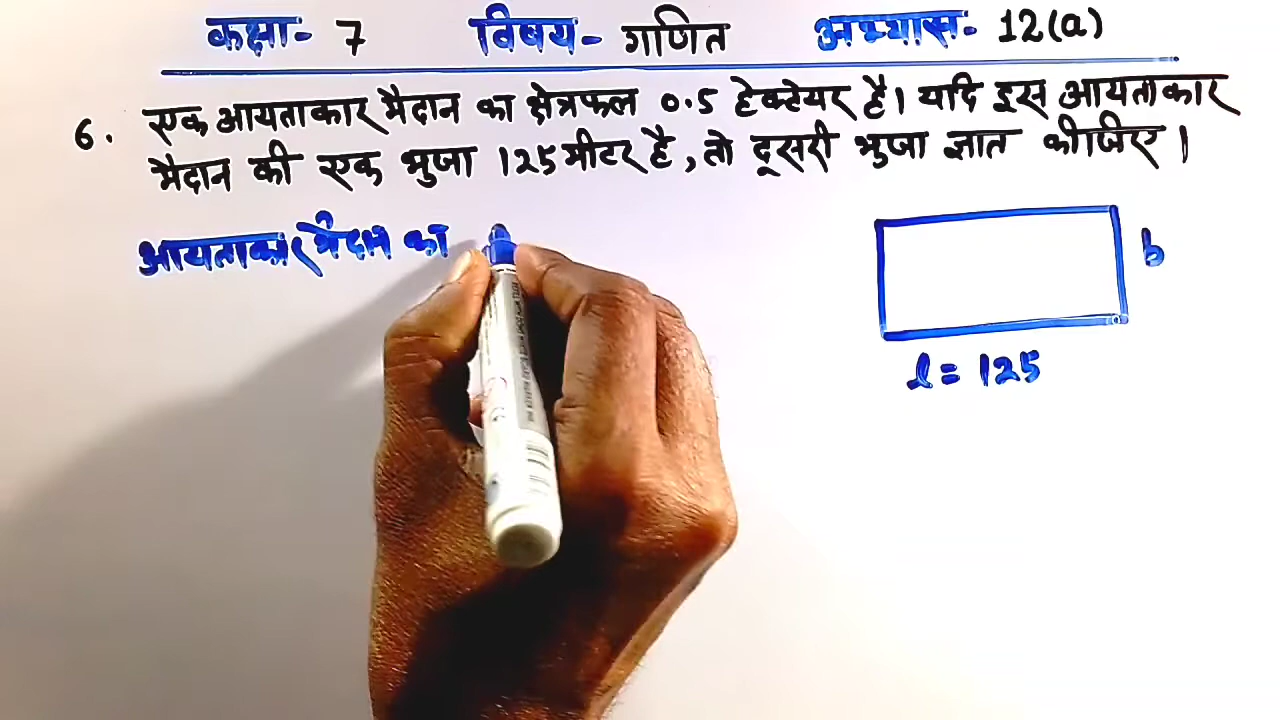 कक्षा- 7 विषय- गणित अभ्यास- 12(a)
6. एक आयताकार मैदान का क्षेत्रफल 0.5 हेक्टेयर है। यदि इस आयताकार
मैदान की एक भुजा 125 मीटर है, तो दूसरी भुजा ज्ञात कीजिए।
आयताकार मैदान का
b
l = 125